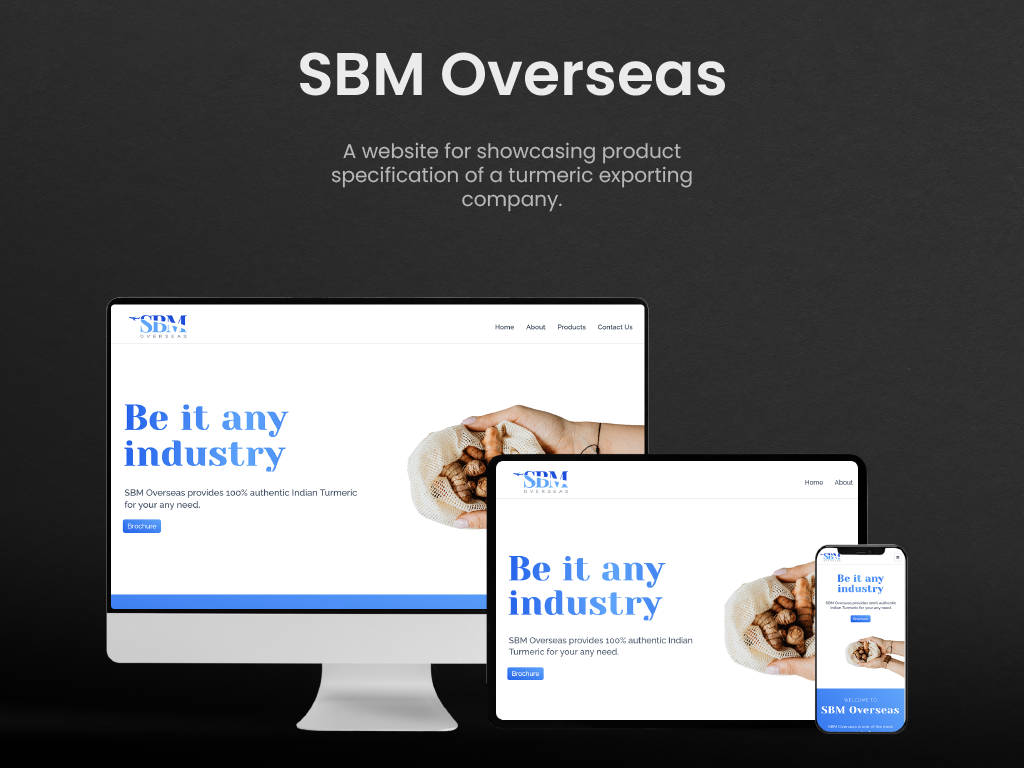 SBM Overseas
A website for showcasing product
specification of a turmeric exporting
company.
SBM
OVERSEAS
Home About Products Contact Us
Be it any
industry
SBM Overseas provides 100% authentic Indian Turmeric
for your any need.
Brochure
SBM
OVERSEAS
Home About
Be it any
industry
SBM Overseas provides 100% authentic Indian
Turmeric for your any need.
Brochure
SBM
Be it any
industry
SBM Overseas provides 100% authentic
Indian Turmeric for your any need.
Brochure
WELCOME TO
SBM Overseas
SBM Overseas is one of the most